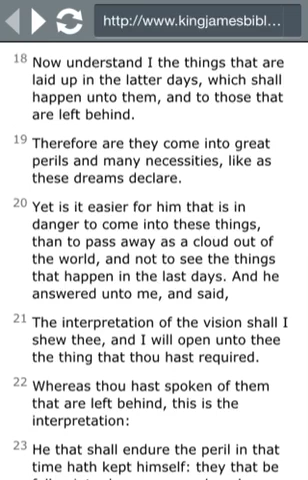 http://www.kingjamesbibl...
18 Now understand I the things that are
laid up in the latter days, which shall
happen unto them, and to those that
are left behind.
19 Therefore are they come into great
perils and many necessities, like as
these dreams declare.
20 Yet is it easier for him that is in
danger to come into these things,
than to pass away as a cloud out of
the world, and not to see the things
that happen in the last days. And he
answered unto me, and said,
21 The interpretation of the vision shall I
shew thee, and I will open unto thee
the thing that thou hast required.
22 Whereas thou hast spoken of them
that are left behind, this is the
interpretation:
23 He that shall endure the peril in that
time hath kept himself: they that be